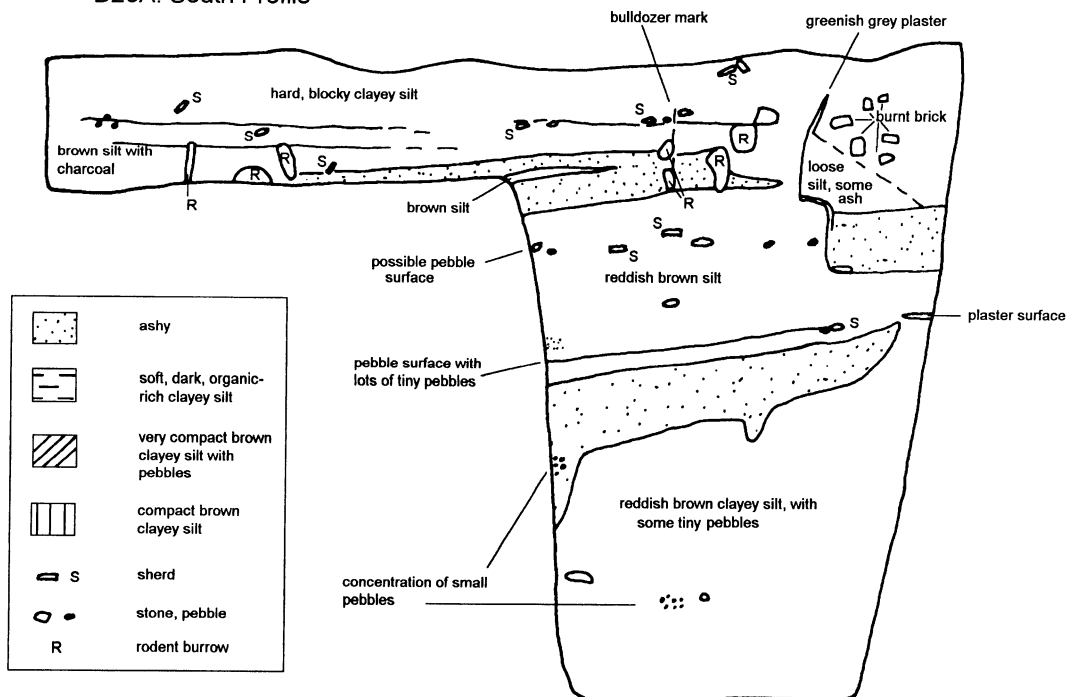 South Profile
bulldozer mark
greenish grey plaster
S
S
hard, blocky clayey silt
S
S
S
burnt brick
R
brown silt with
charcoal
S
R
R
R
loose
silt, some
ash
R
brown silt
R
S
possible pebble
surface
S
reddish brown silt
plaster surface
S
pebble surface with
lots of tiny pebbles
reddish brown clayey silt, with
some tiny pebbles
concentration of small
pebbles
ashy
soft, dark, organic-
rich clayey silt
very compact brown
clayey silt with
pebbles
compact brown
clayey silt
S sherd
stone, pebble
R rodent burrow